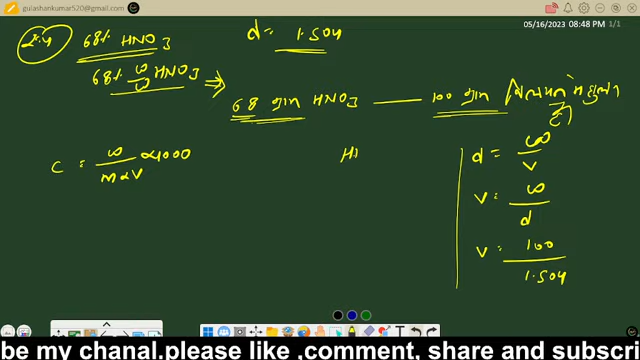 gulashankumar520@gmail.com
05/16/2023 08:48 PM 1/1
2.4 68% HNO3 d = 1.504
68% w/w HNO3 ⇒
68 ग्राम HNO3 —— 100 ग्राम विलयन में घुला है
C = w / m×V × 1000
HN
d = w/V
V = w/d
V = 100/1.504
be my chanal.please like ,comment, share and subscri